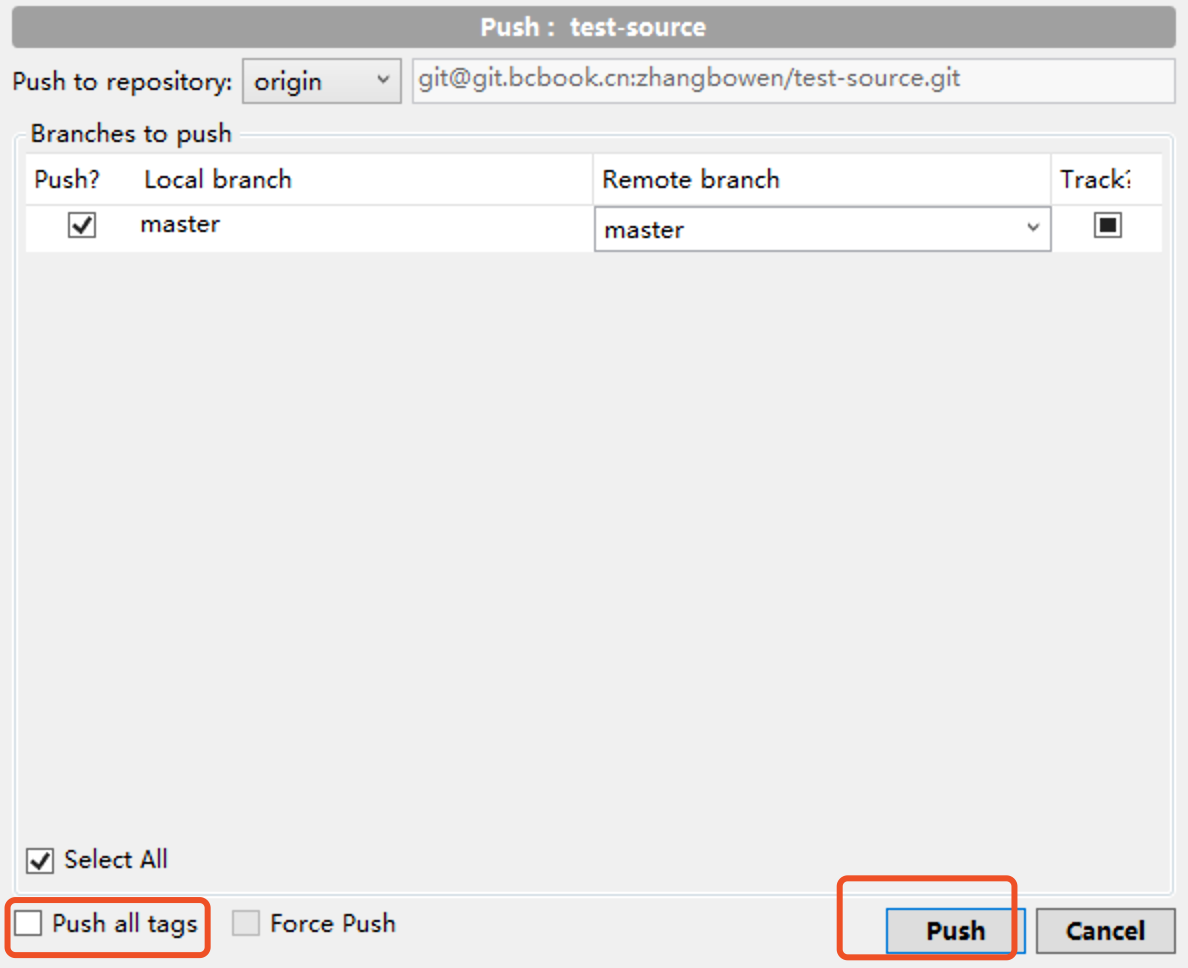 Push : test-source
Push to repository: origin git@git.bcbook.cn:zhangbowen/test-source.git
Branches to push
Push? Local branch Remote branch Track?
master master
Select All
Push all tags Force Push Push Cancel